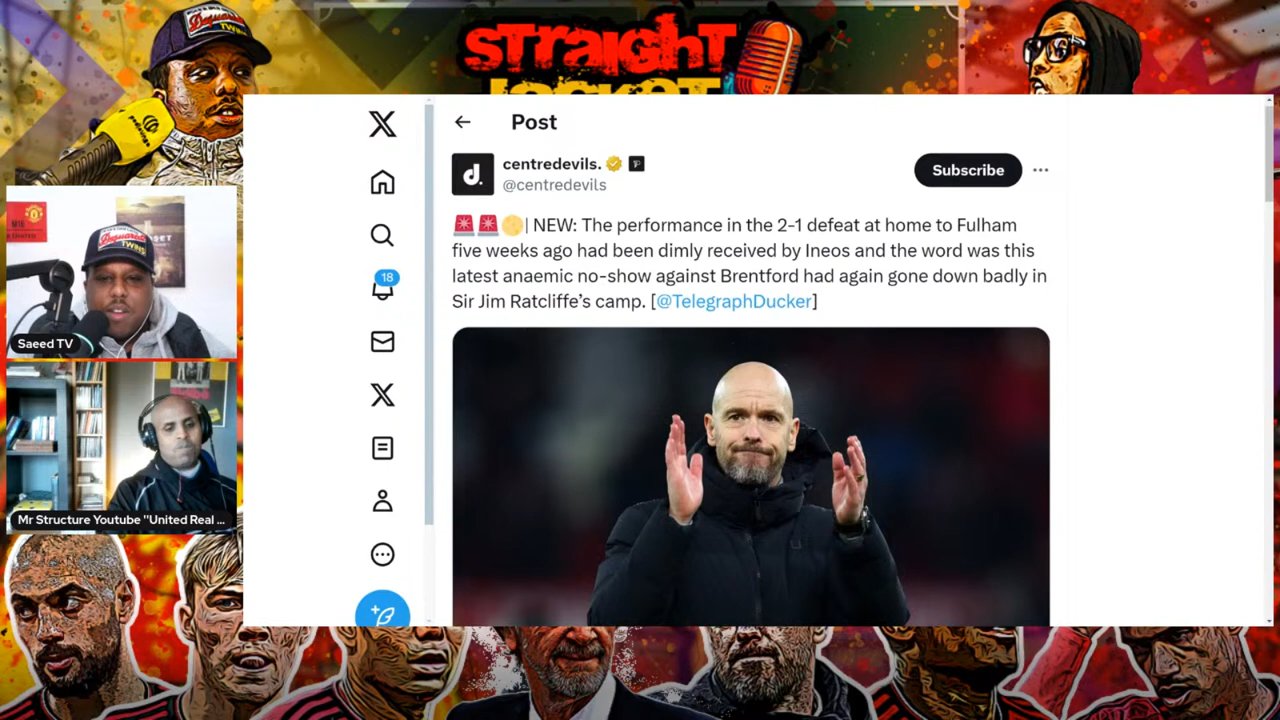 STRAIGHT
JACKET
Post
centredevils.
@centredevils
Subscribe
NEW: The performance in the 2-1 defeat at home to Fulham
five weeks ago had been dimly received by Ineos and the word was this
latest anaemic no-show against Brentford had again gone down badly in
Sir Jim Ratcliffe's camp. [@TelegraphDucker]
18
Saeed TV
Mr Structure Youtube "United Real ...